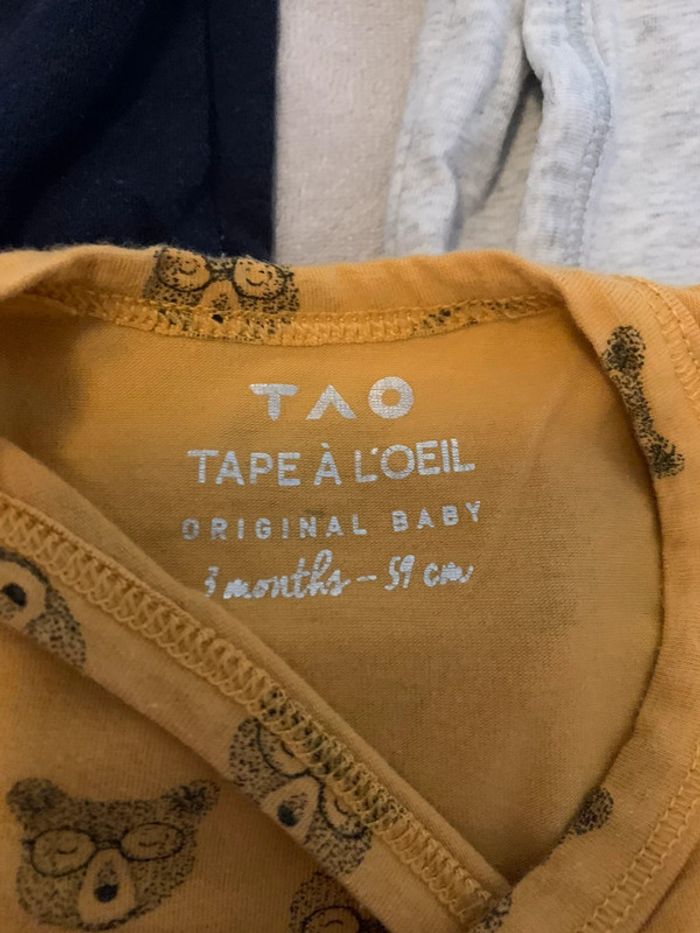 TAO
TAPE À L'OEIL
ORIGINAL BABY
3 months - 59 cm